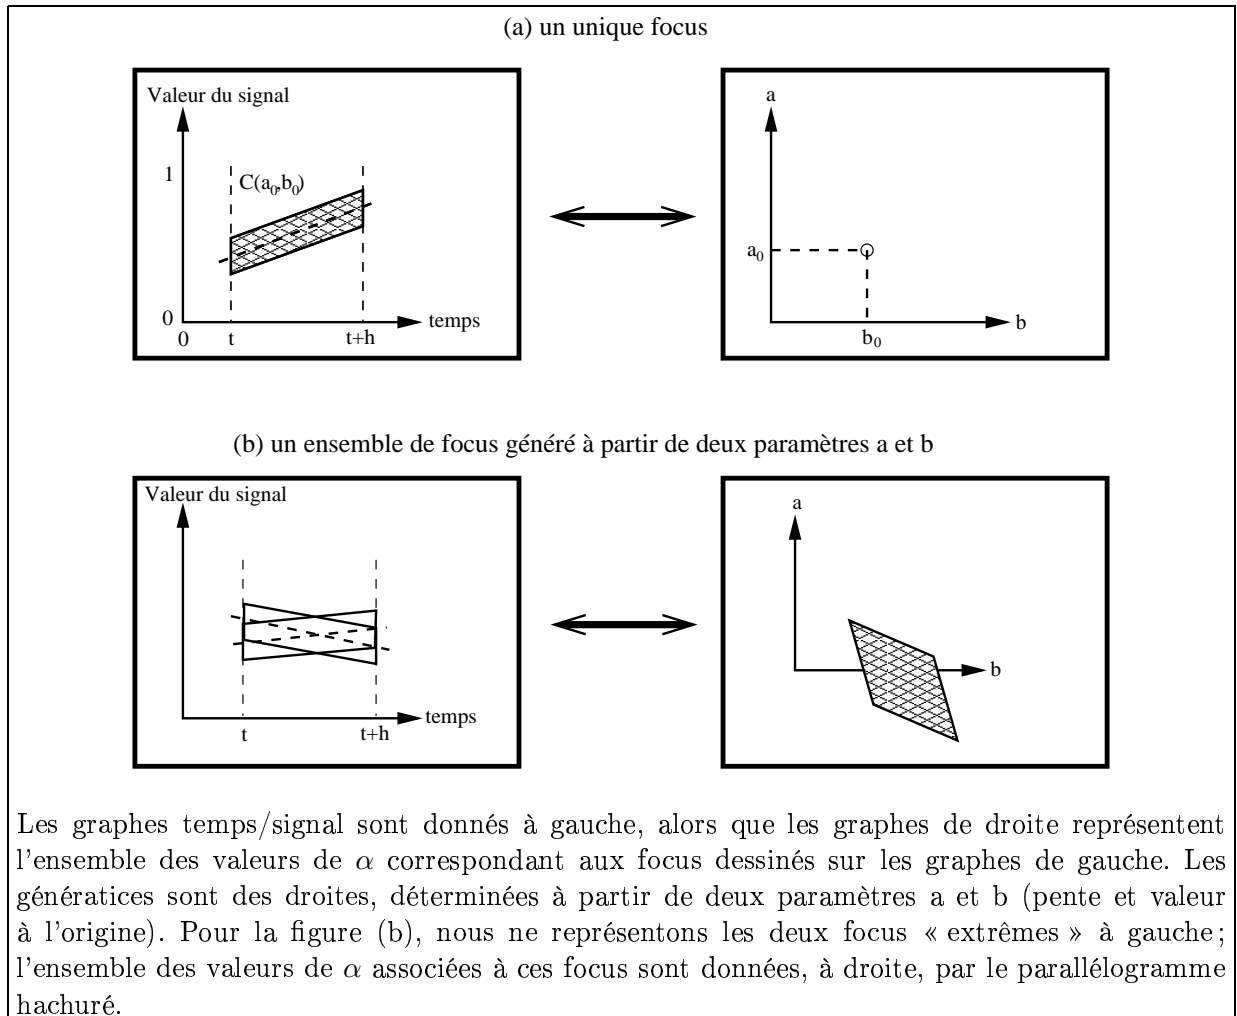 (a) un unique focus
Valeur du signal
1
C(a₀,b₀)
0
0
t
t+h
temps
a
a₀
b₀
b
(b) un ensemble de focus généré à partir de deux paramètres a et b
Valeur du signal
t
t+h
temps
a
b
Les graphes temps/signal sont donnés à gauche, alors que les graphes de droite représentent
l'ensemble des valeurs de α correspondant aux focus dessinés sur les graphes de gauche. Les
génératices sont des droites, déterminées à partir de deux paramètres a et b (pente et valeur
à l'origine). Pour la figure (b), nous ne représentons les deux focus « extrêmes » à gauche;
l'ensemble des valeurs de α associées à ces focus sont données, à droite, par le parallélogramme
hachuré.